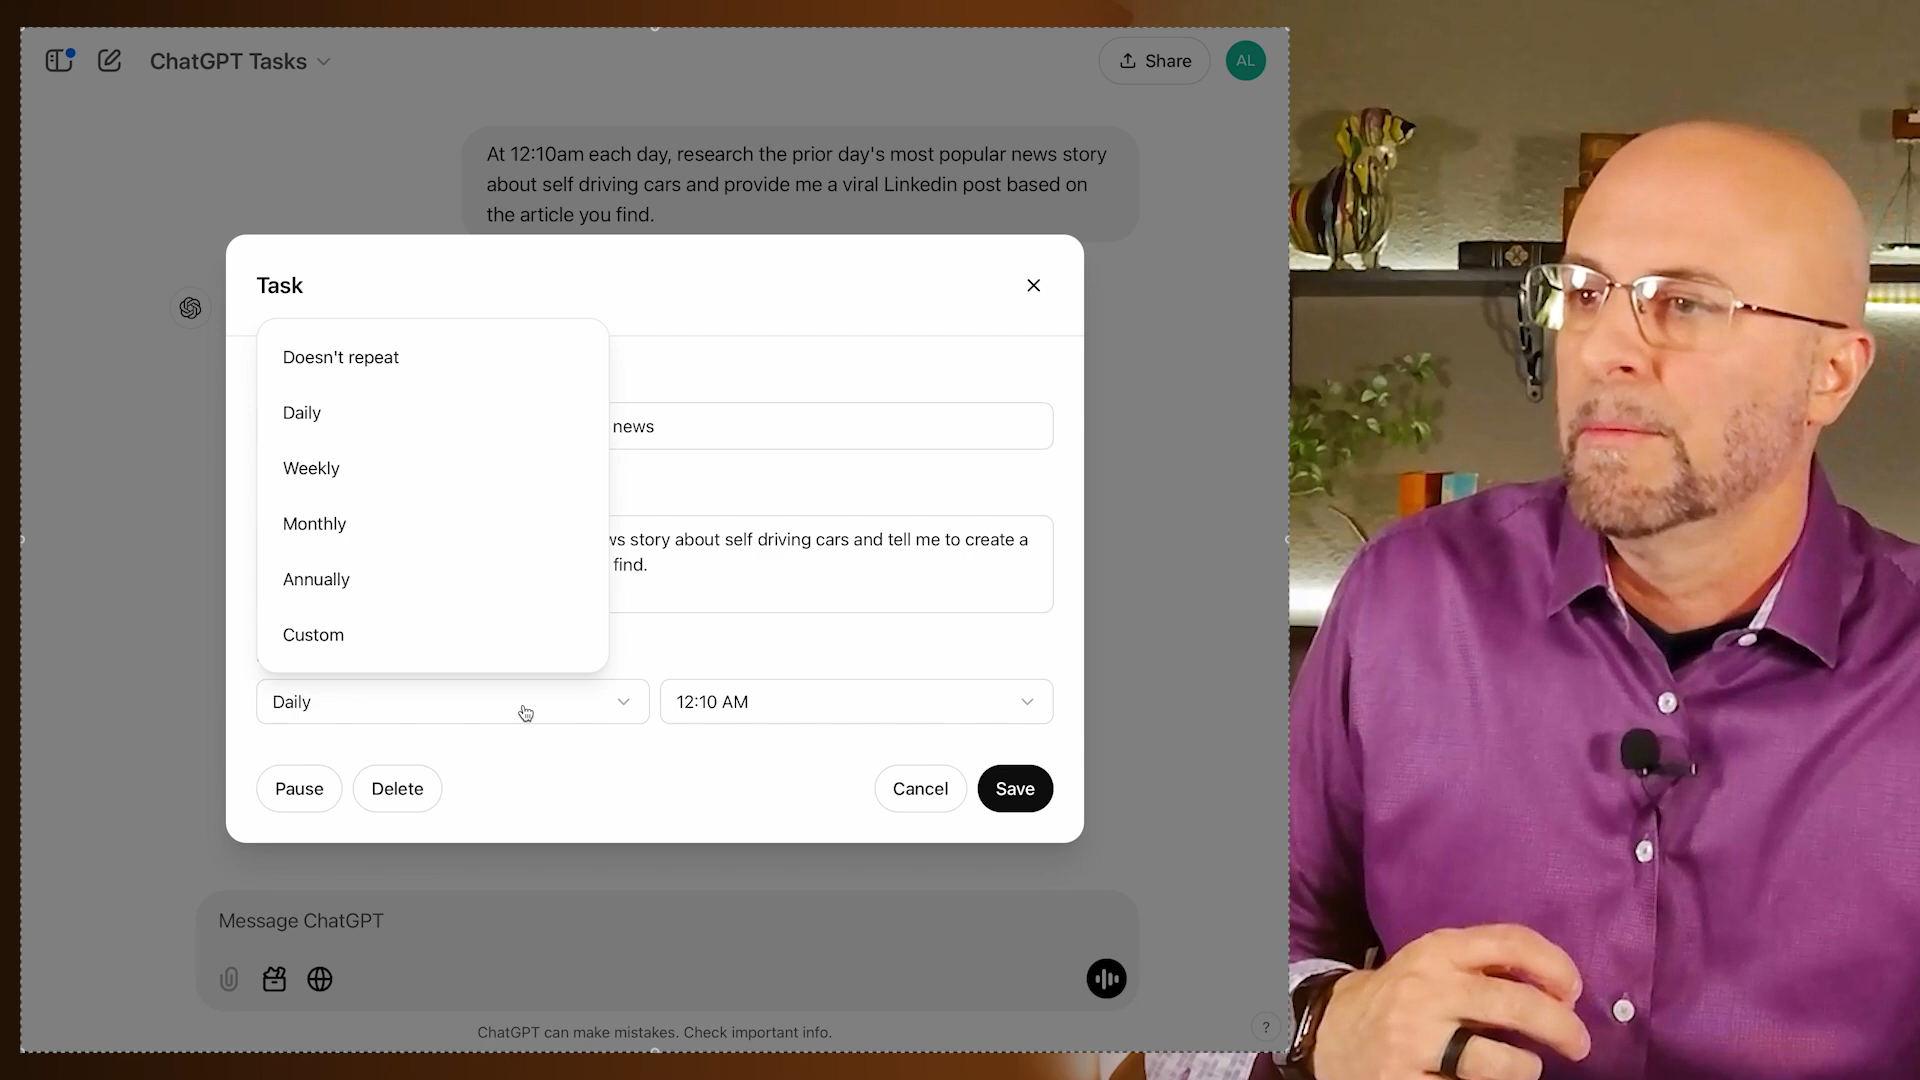 ChatGPT Tasks
Share
AL
At 12:10am each day, research the prior day's most popular news story
about self driving cars and provide me a viral Linkedin post based on
the article you find.
Task
Doesn't repeat
Daily
Weekly
Monthly
Annually
Custom
news
story about self driving cars and tell me to create a
find.
Daily
12:10 AM
Pause
Delete
Cancel
Save
Message ChatGPT
ChatGPT can make mistakes. Check important info.
?